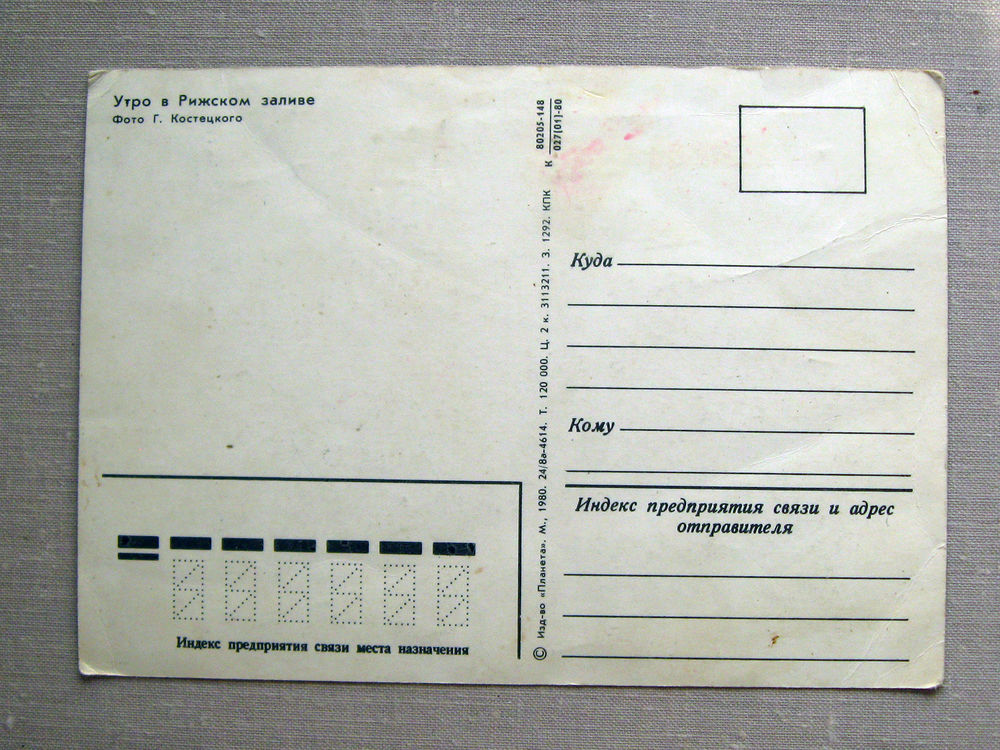 Утро в Рижском заливе
Фото Г. Костецкого
© Изд-во «Планета». М., 1980. 24/8а-4614. Т. 120 000. Ц. 2 к. 3113211. З. 1292. КПК
К 80205-148
027(01)-80
Куда
Кому
Индекс предприятия связи и адрес
отправителя
Индекс предприятия связи места назначения